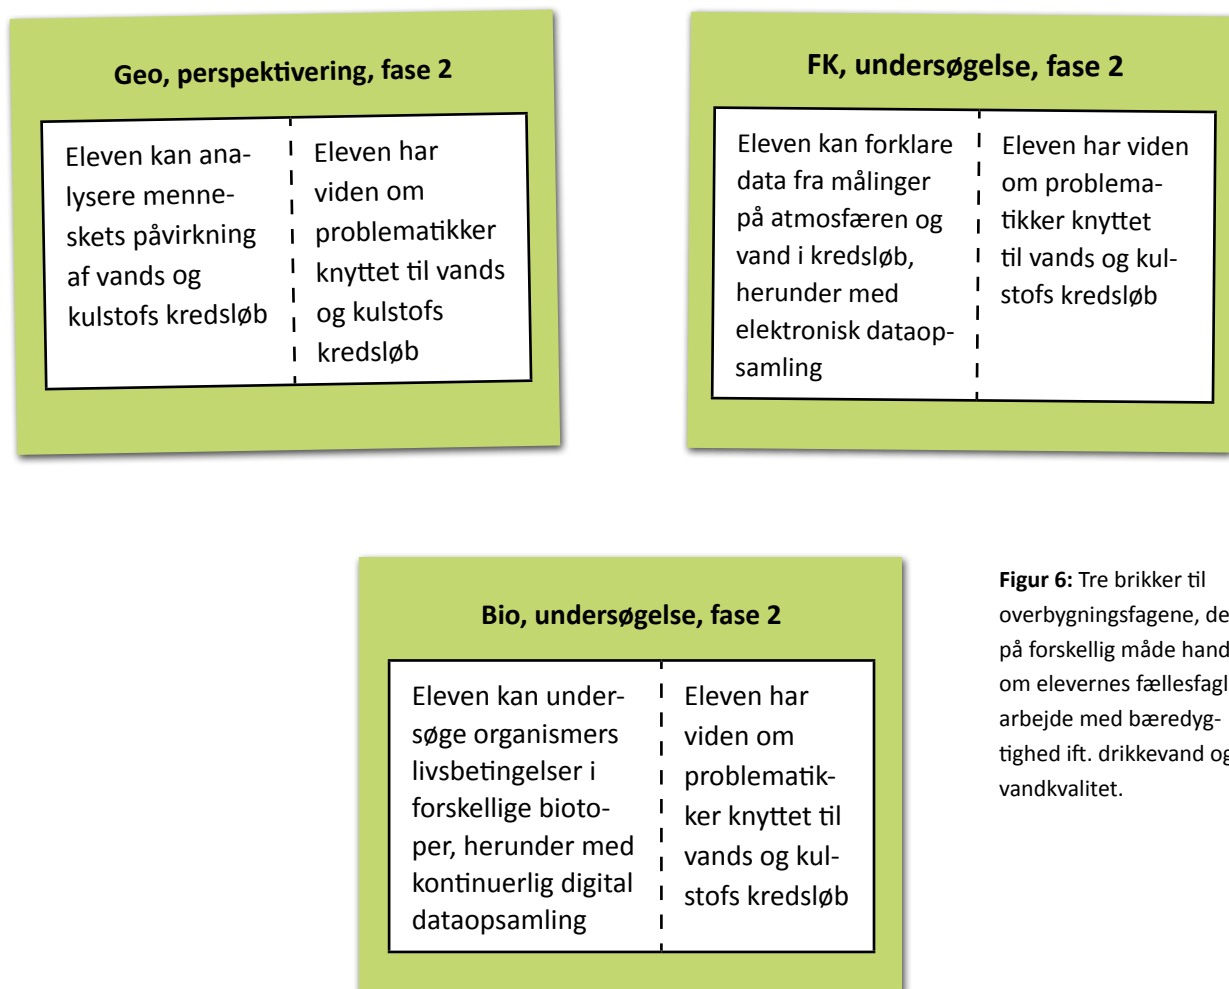 Geo, perspektivering, fase 2
Eleven kan ana-
lysere menne-
skets påvirkning
af vands og
kulstofs kredsløb
Eleven har
viden om
problematikker
knyttet til vands
og kulstofs
kredsløb
FK, undersøgelse, fase 2
Eleven kan forklare
data fra målinger
på atmosfæren og
vand i kredsløb,
herunder med
elektronisk dataop-
samling
Eleven har viden
om problema-
tikker knyttet
til vands og kul-
stofs kredsløb
Bio, undersøgelse, fase 2
Eleven kan under-
søge organismers
livsbetingelser i
forskellige bioto-
per, herunder med
kontinuerlig digital
dataopsamling
Eleven har
viden om
problematik-
ker knyttet til
vands og kul-
stofs kredsløb
Figur 6: Tre brikker til
overbygningsfagene, de
på forskellig måde hand
om elevernes fællesfagl
arbejde med bæredyg-
tighed ift. drikkevand og
vandkvalitet.